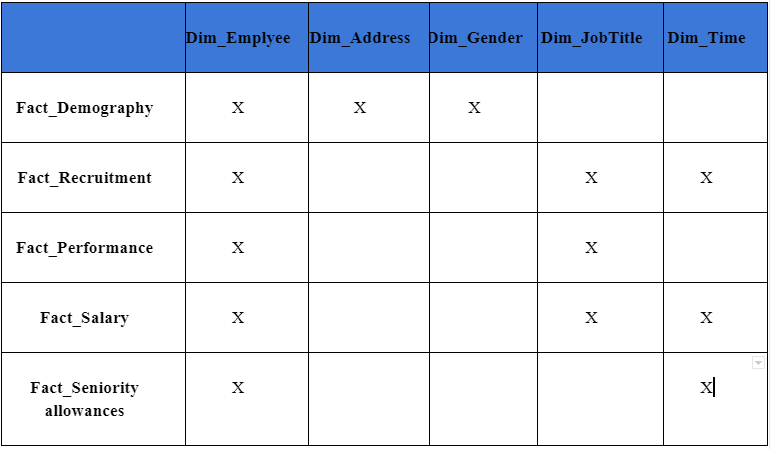 Dim_Emplyee Dim_Address Dim_Gender Dim_JobTitle Dim_Time
Fact_Demography X X X
Fact_Recruitment X X X
Fact_Performance X X
Fact_Salary X X X
Fact_Seniority X X
allowances